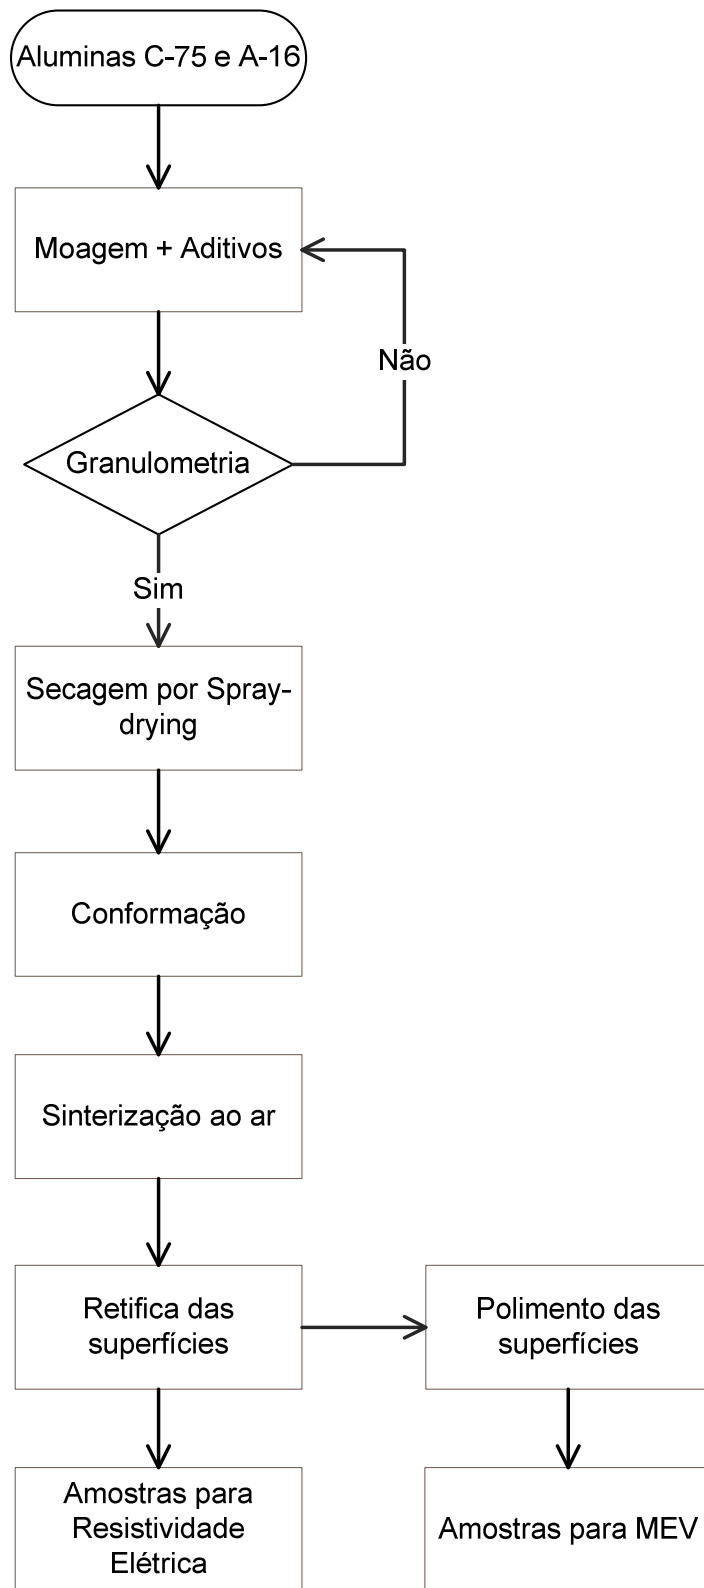 Aluminas C-75 e A-16
Moagem + Aditivos
Não
Granulometria
Sim
Secagem por Spray-
drying
Conformação
Sinterização ao ar
Retifica das
superfícies
Polimento das
superfícies
Amostras para
Resistividade
Elétrica
Amostras para MEV